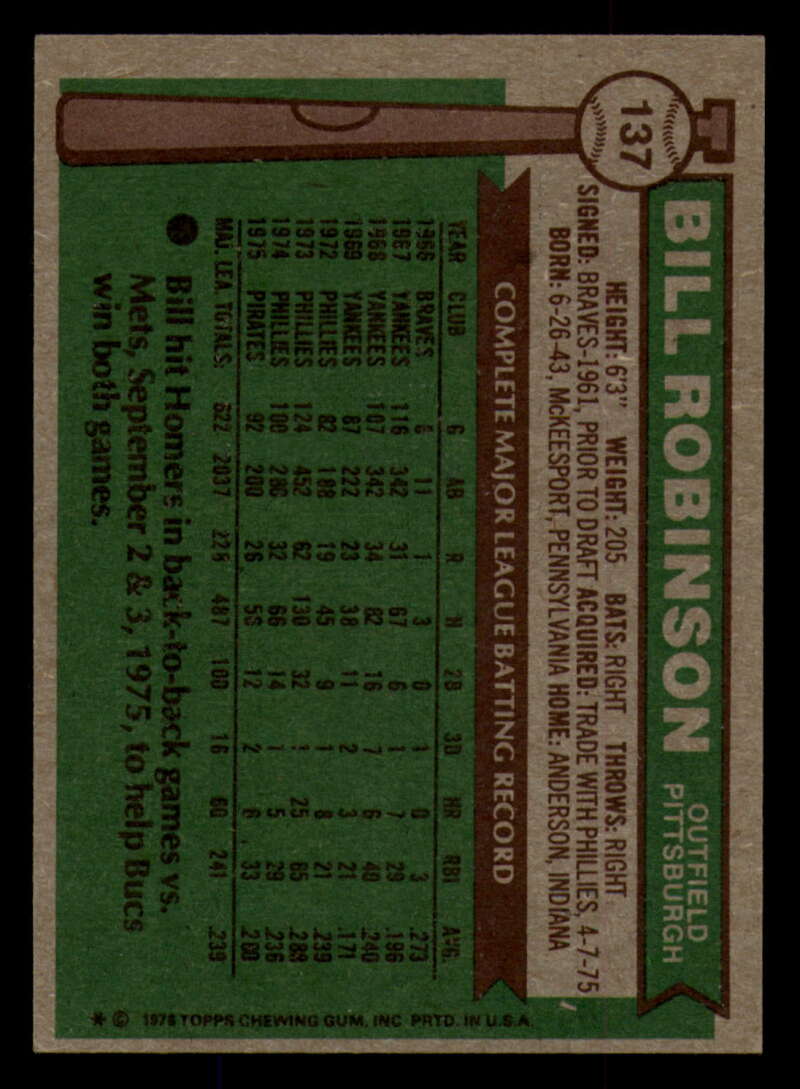 137
BILL ROBINSON
OUTFIELD
PITTSBURGH
HEIGHT: 6'3" WEIGHT: 205 BATS: RIGHT THROWS: RIGHT
SIGNED: BRAVES-1961, PRIOR TO DRAFT ACQUIRED: TRADE WITH PHILLIES, 4-7-75
BORN: 6-26-43, McKEESPORT, PENNSYLVANIA HOME: ANDERSON, INDIANA
COMPLETE MAJOR LEAGUE BATTING RECORD
YEAR CLUB G AB R H 2B 3B HR RBI AVG.
1966 BRAVES 6 11 1 3 0 1 0 3 .273
1967 YANKEES 116 342 31 67 6 1 7 29 .196
1968 YANKEES 107 342 34 82 16 7 6 40 .240
1969 YANKEES 87 222 23 38 11 2 3 21 .171
1972 PHILLIES 82 188 19 45 9 1 8 21 .239
1973 PHILLIES 124 452 62 130 32 1 25 65 .288
1974 PHILLIES 100 280 32 66 14 1 5 29 .236
1975 PIRATES 92 200 26 56 12 2 6 33 .280
MAJ. LEA. TOTALS: 2037 487 100 16 60 241 .239
Bill hit Homers in back-to-back games vs.
Mets, September 2 & 3, 1975, to help Bucs
win both games.
* © 1976 TOPPS CHEWING GUM, INC. PRTD. IN U.S.A.